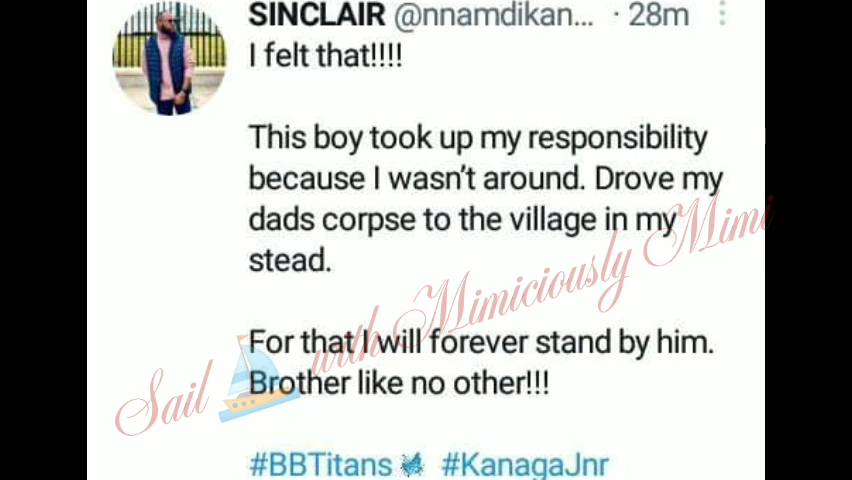 SINCLAIR @nnamdikan... · 28m
I felt that!!!!
This boy took up my responsibility
because I wasn't around. Drove my
dads corpse to the village in my
stead.
For that I will forever stand by him.
Brother like no other!!!
#BBTitans #KanagaJnr
Sail with Mimiciously Mimi